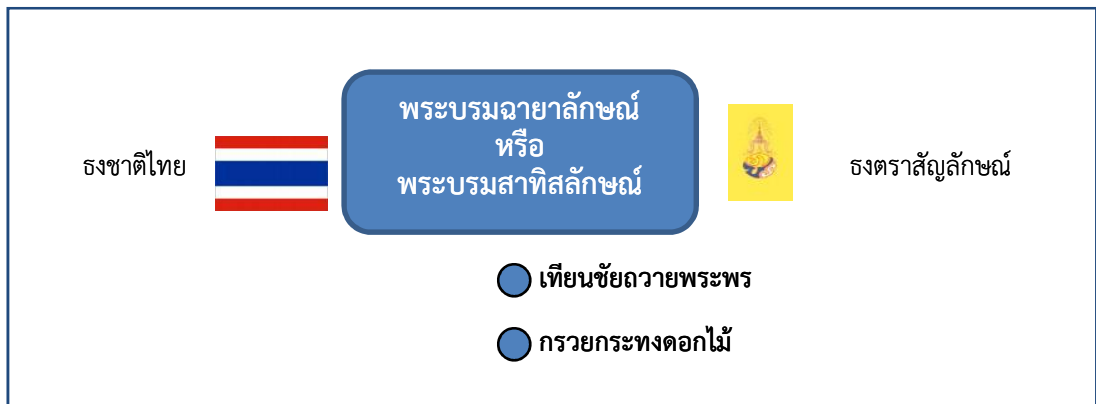 พระบรมฉายาลักษณ์
หรือ
พระบรมสาทิสลักษณ์
ธงชาติไทย
ธงตราสัญลักษณ์
เทียนชัยถวายพระพร
กรวยกระทงดอกไม้